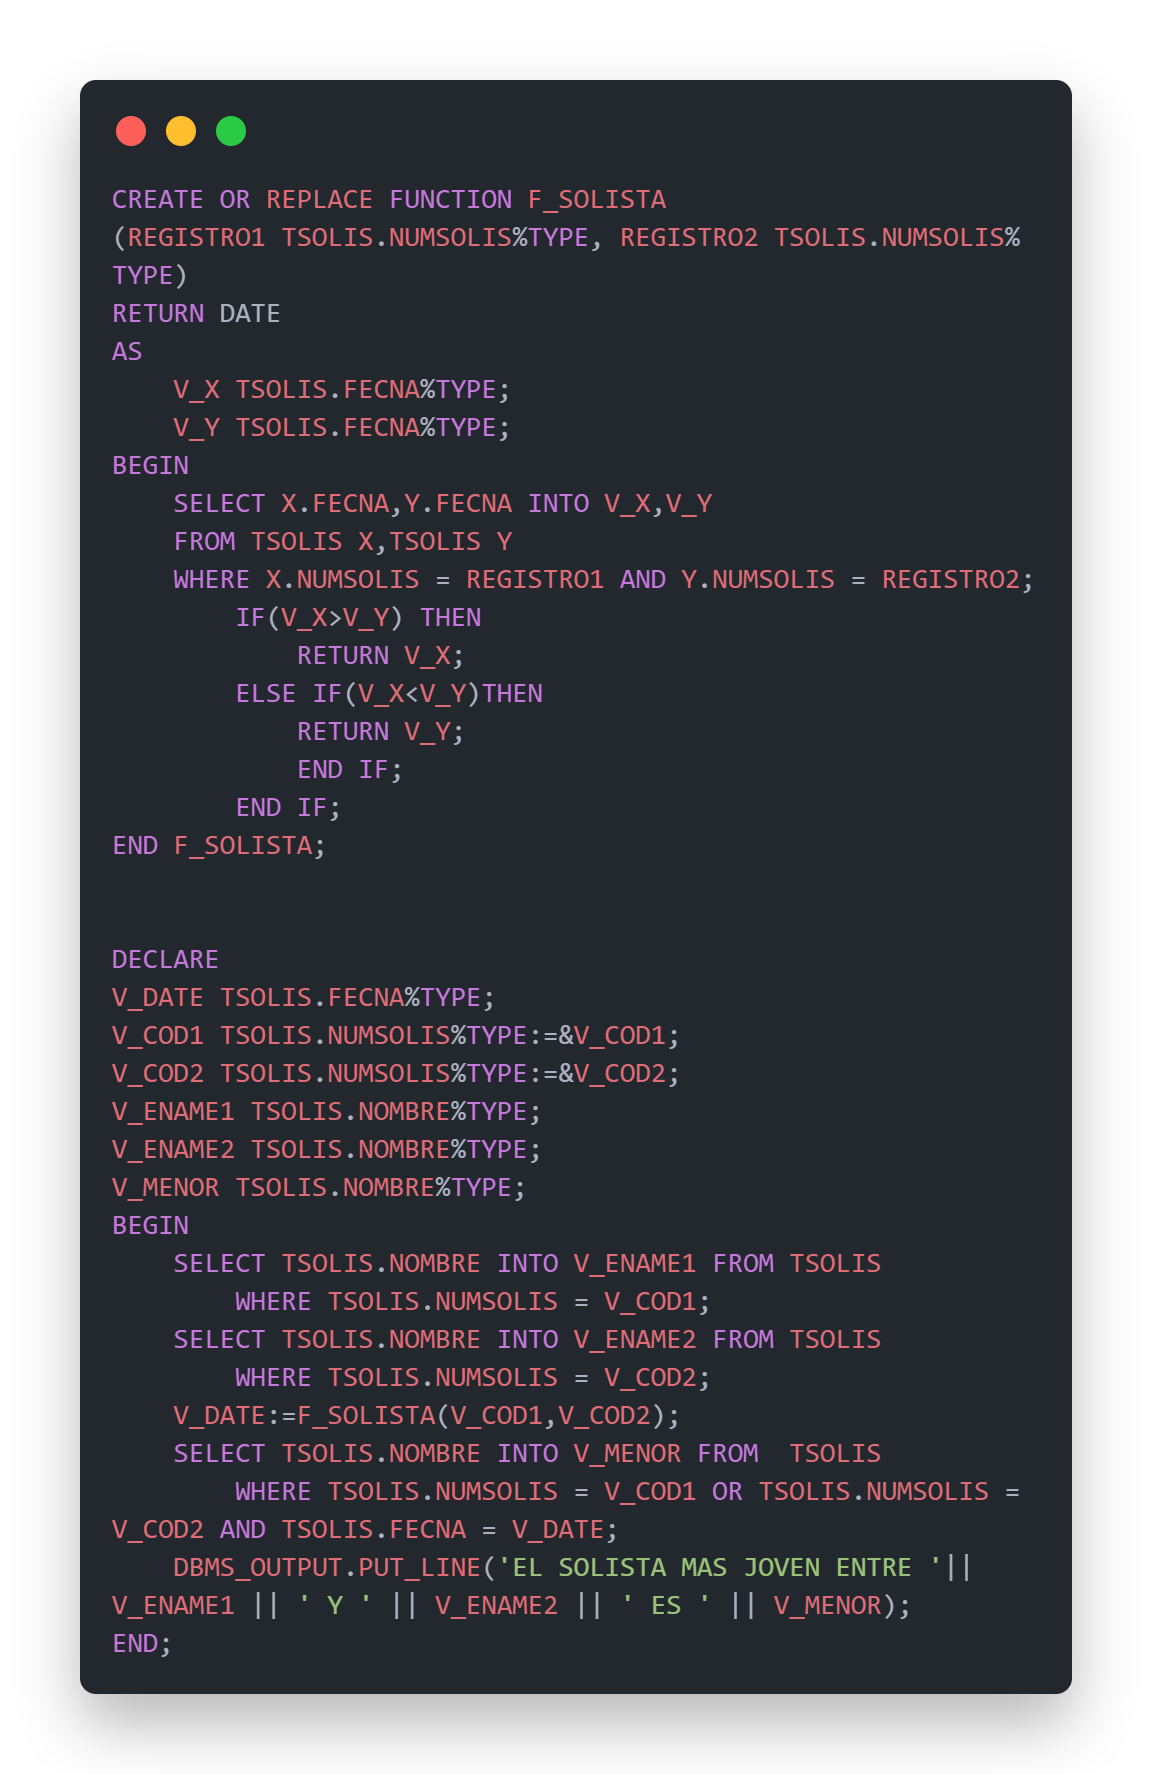 CREATE OR REPLACE FUNCTION F_SOLISTA
(REGISTRO1 TSOLIS.NUMSOLIS%TYPE, REGISTRO2 TSOLIS.NUMSOLIS%
TYPE)
RETURN DATE
AS
    V_X TSOLIS.FECNA%TYPE;
    V_Y TSOLIS.FECNA%TYPE;
BEGIN
    SELECT X.FECNA,Y.FECNA INTO V_X,V_Y
    FROM TSOLIS X,TSOLIS Y
    WHERE X.NUMSOLIS = REGISTRO1 AND Y.NUMSOLIS = REGISTRO2;
        IF(V_X>V_Y) THEN
            RETURN V_X;
        ELSE IF(V_X<V_Y)THEN
            RETURN V_Y;
            END IF;
        END IF;
END F_SOLISTA;


DECLARE
V_DATE TSOLIS.FECNA%TYPE;
V_COD1 TSOLIS.NUMSOLIS%TYPE:=&V_COD1;
V_COD2 TSOLIS.NUMSOLIS%TYPE:=&V_COD2;
V_ENAME1 TSOLIS.NOMBRE%TYPE;
V_ENAME2 TSOLIS.NOMBRE%TYPE;
V_MENOR TSOLIS.NOMBRE%TYPE;
BEGIN
    SELECT TSOLIS.NOMBRE INTO V_ENAME1 FROM TSOLIS
        WHERE TSOLIS.NUMSOLIS = V_COD1;
    SELECT TSOLIS.NOMBRE INTO V_ENAME2 FROM TSOLIS
        WHERE TSOLIS.NUMSOLIS = V_COD2;
    V_DATE:=F_SOLISTA(V_COD1,V_COD2);
    SELECT TSOLIS.NOMBRE INTO V_MENOR FROM  TSOLIS
        WHERE TSOLIS.NUMSOLIS = V_COD1 OR TSOLIS.NUMSOLIS =
V_COD2 AND TSOLIS.FECNA = V_DATE;
    DBMS_OUTPUT.PUT_LINE('EL SOLISTA MAS JOVEN ENTRE '||
V_ENAME1 || ' Y ' || V_ENAME2 || ' ES ' || V_MENOR);
END;